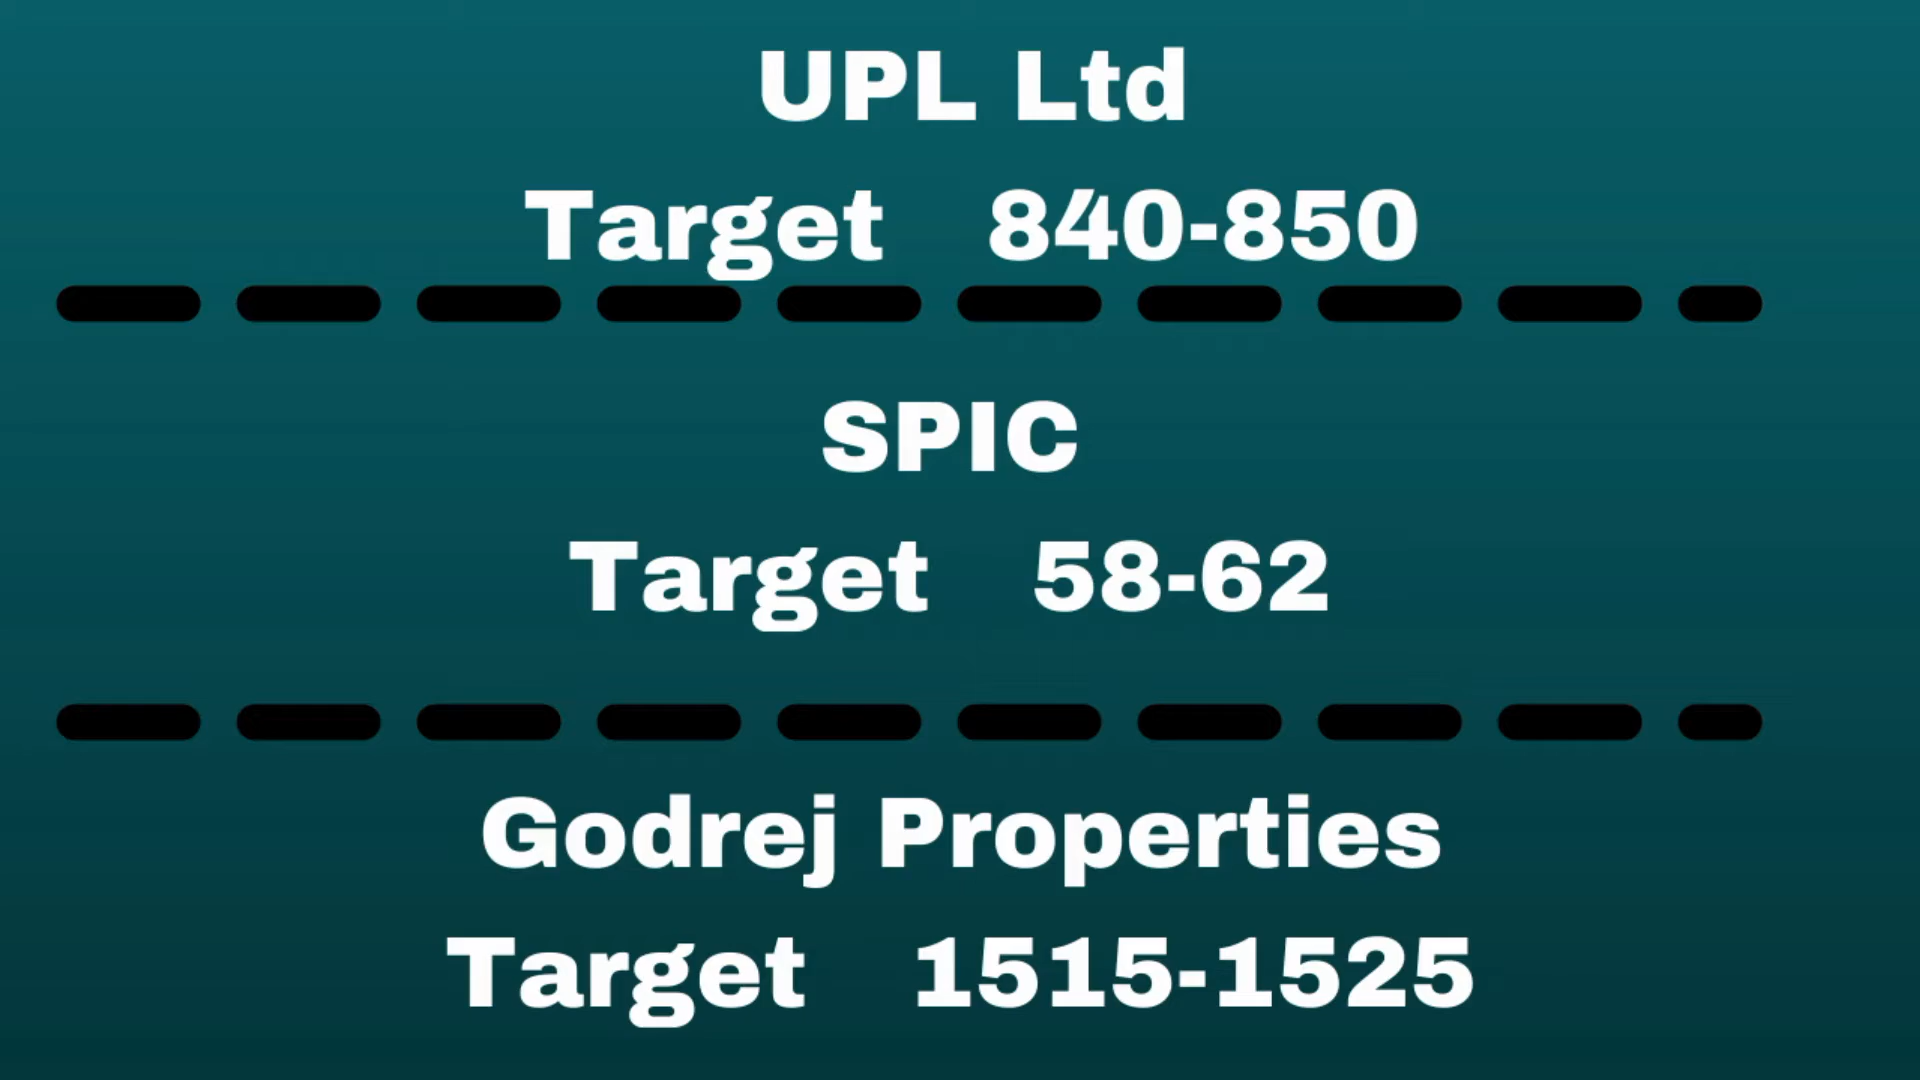 UPL Ltd
Target 840-850
SPIC
Target 58-62
Godrej Properties
Target 1515-1525